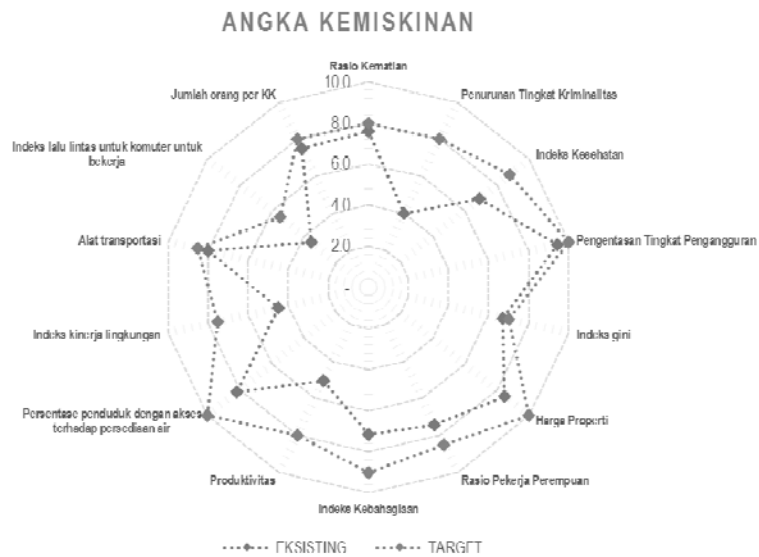 ANGKA KEMISKINAN
Rasio Kematian
10.0
Jumlah orang per KK
Penurunan Tingkat Kriminalitas
8.0
Indeks lalu lintas untuk komuter untuk
bekerja
Indeks Kesehatan
6.0
4.0
Alat transportasi
Pengentasan Tingkat Pengangguran
2.0
-
Indeks kinerja lingkungan
Indeks gini
Persentase penduduk dengan akses
terhadap persediaan air
Harga Properti
Produktivitas
Rasio Pekerja Perempuan
Indeks Kebahagiaan
EKSISTING
TARGET